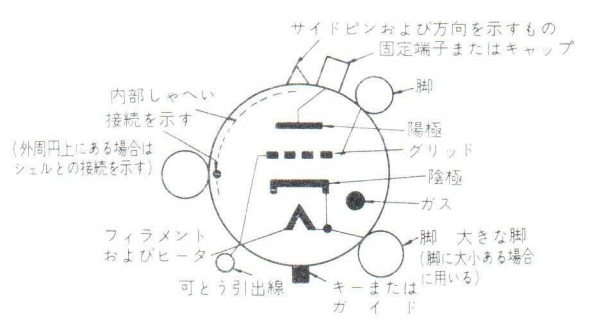 サイドピンおよび方向を示すもの
固定端子またはキャップ
脚
内部しゃへい
接続を示す
(外周円上にある場合は
シェルとの接続を示す)
陽極
グリッド
陰極
ガス
フィラメント
およびヒータ
脚 大きな脚
(脚に大小ある場合
に用いる)
可とう引出線
キーまたは
ガイド